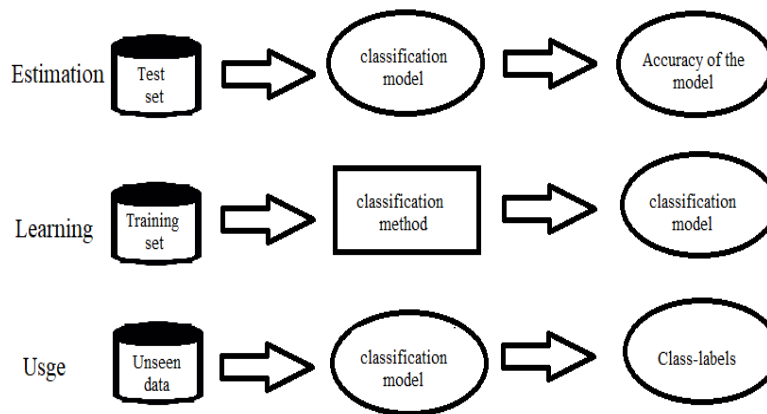 Estimation
Test
set
classification
model
Accuracy of the
model
Learning
Training
set
classification
method
classification
model
Usge
Unseen
data
classification
model
Class-labels